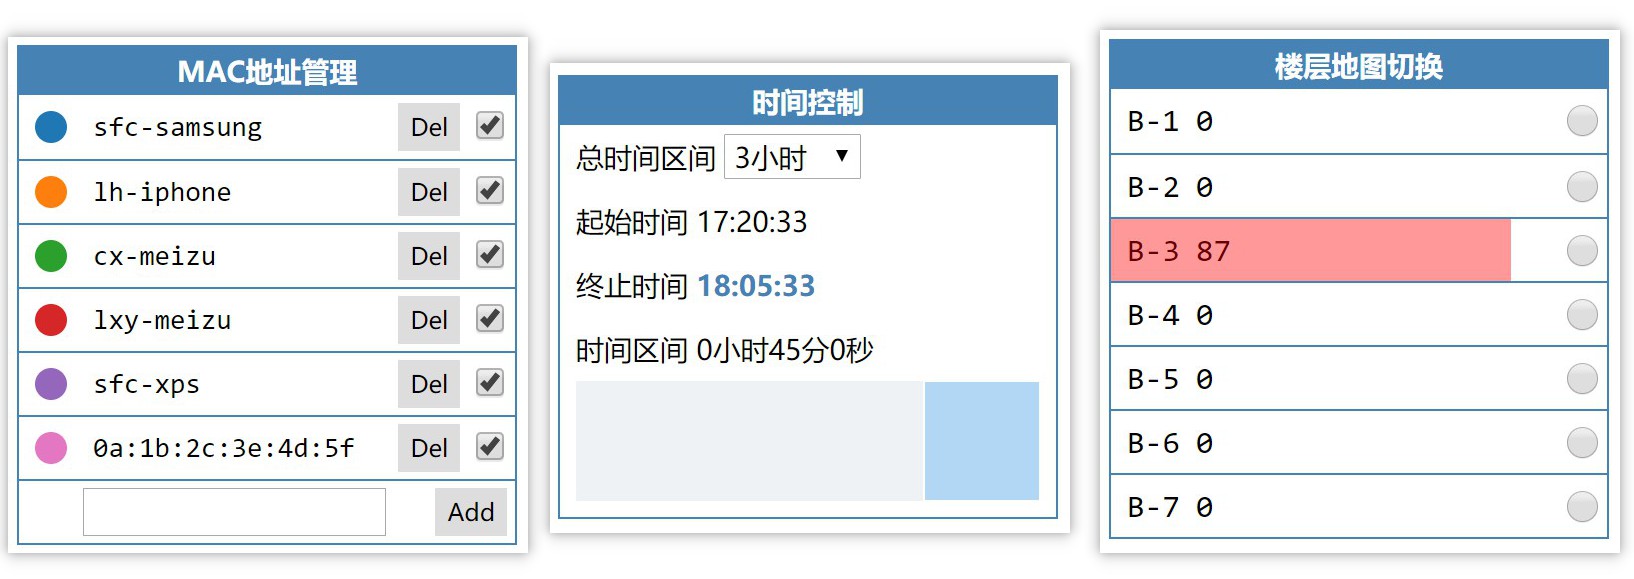 MAC地址管理
sfc-samsung Del
lh-iphone Del
cx-meizu Del
lxy-meizu Del
sfc-xps Del
0a:1b:2c:3e:4d:5f Del
Add
时间控制
总时间区间 3小时
起始时间 17:20:33
终止时间 18:05:33
时间区间 0小时45分0秒
楼层地图切换
B-1 0
B-2 0
B-3 87
B-4 0
B-5 0
B-6 0
B-7 0